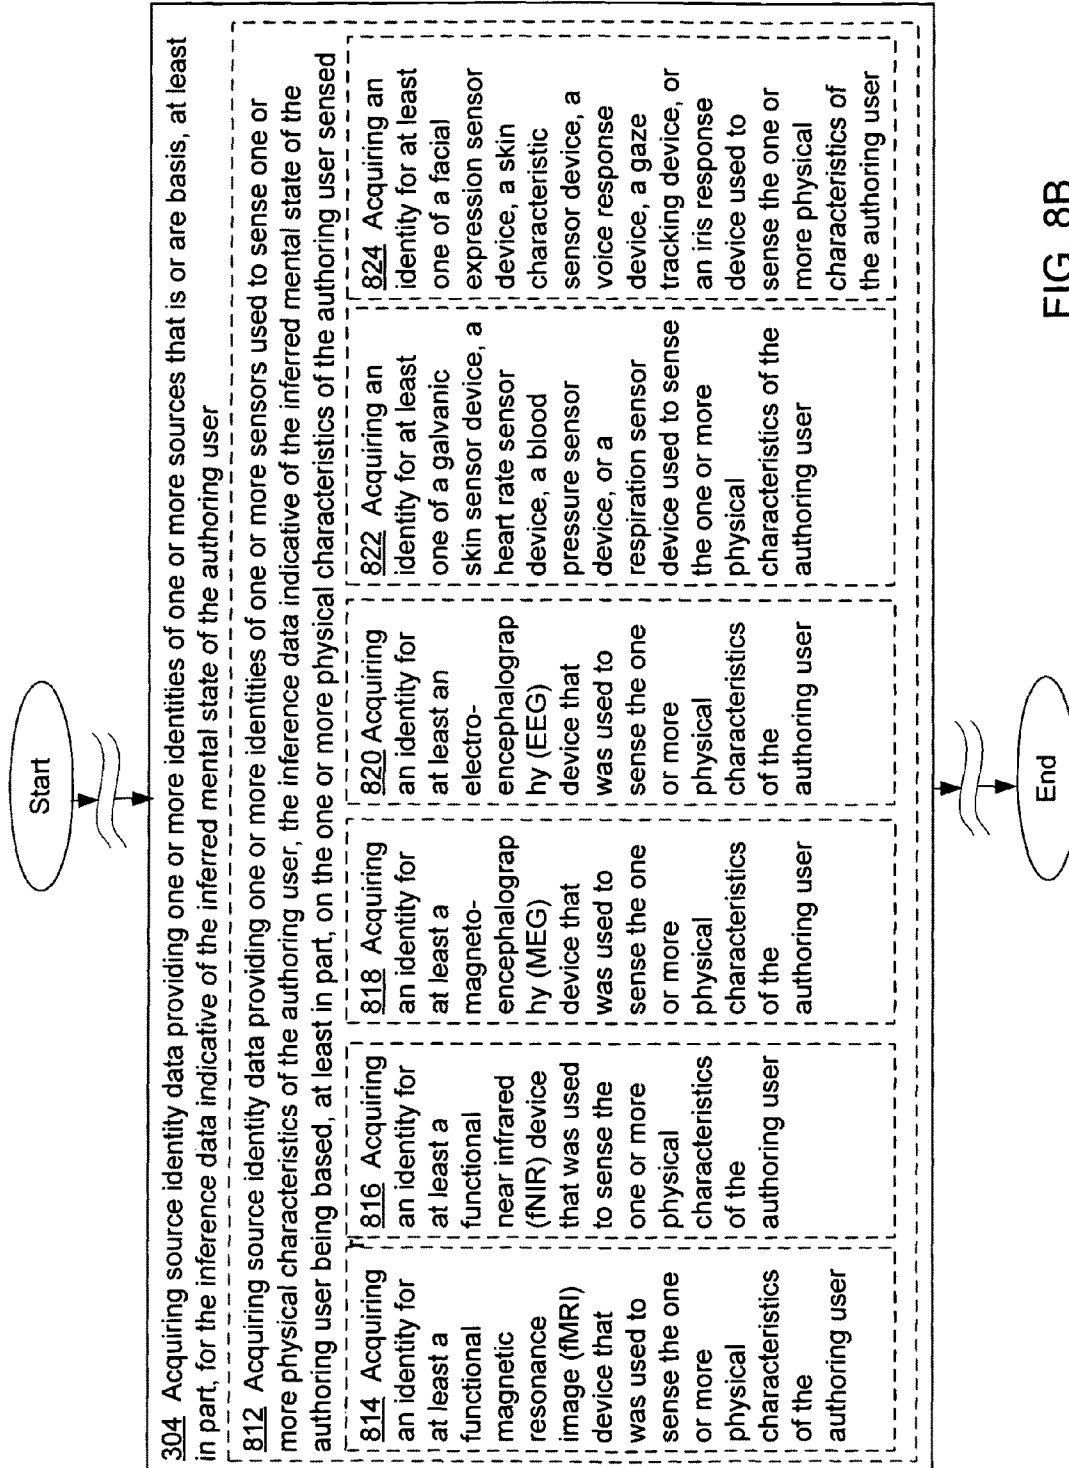 Start
304 Acquiring source identity data providing one or more identities of one or more sources that is or are basis, at least
in part, for the inference data indicative of the inferred mental state of the authoring user
812 Acquiring source identity data providing one or more identities of one or more sensors used to sense one or
more physical characteristics of the authoring user, the inference data indicative of the inferred mental state of the
authoring user being based, at least in part, on the one or more physical characteristics of the authoring user sensed
814 Acquiring
an identity for
at least a
functional
magnetic
resonance
image (fMRI)
device that
was used to
sense the one
or more
physical
characteristics
of the
authoring user
816 Acquiring
an identity for
at least a
functional
near infrared
(fNIR) device
that was used
to sense the
one or more
physical
characteristics
of the
authoring user
818 Acquiring
an identity for
at least a
magneto-
encephalograp
hy (MEG)
device that
was used to
sense the one
or more
physical
characteristics
of the
authoring user
820 Acquiring
an identity for
at least an
electro-
encephalograp
hy (EEG)
device that
was used to
sense the one
or more
physical
characteristics
of the
authoring user
822 Acquiring an
identity for at least
one of a galvanic
skin sensor device, a
heart rate sensor
device, a blood
pressure sensor
device, or a
respiration sensor
device used to sense
the one or more
physical
characteristics of the
authoring user
824 Acquiring an
identity for at least
one of a facial
expression sensor
device, a skin
characteristic
sensor device, a
voice response
device, a gaze
tracking device, or
an iris response
device used to
sense the one or
more physical
characteristics of
the authoring user
End
FIG. 8B